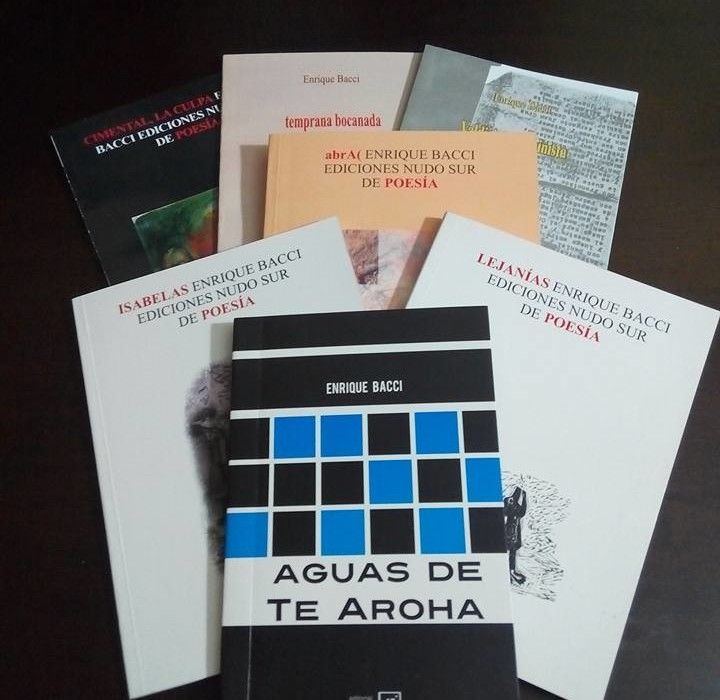 CIMENTAL, LA CULPA
BACCI EDICIONES
DE POESÍA
Enrique Bacci
temprana bocanada
Enrique Bacci
abrA( ENRIQUE BACCI
EDICIONES NUDO SUR
DE POESÍA
ISABELAS ENRIQUE BACCI
EDICIONES NUDO SUR
DE POESÍA
LEJANÍAS ENRIQUE BACCI
EDICIONES NUDO SUR
DE POESÍA
ENRIQUE BACCI
AGUAS DE
TE AROHA